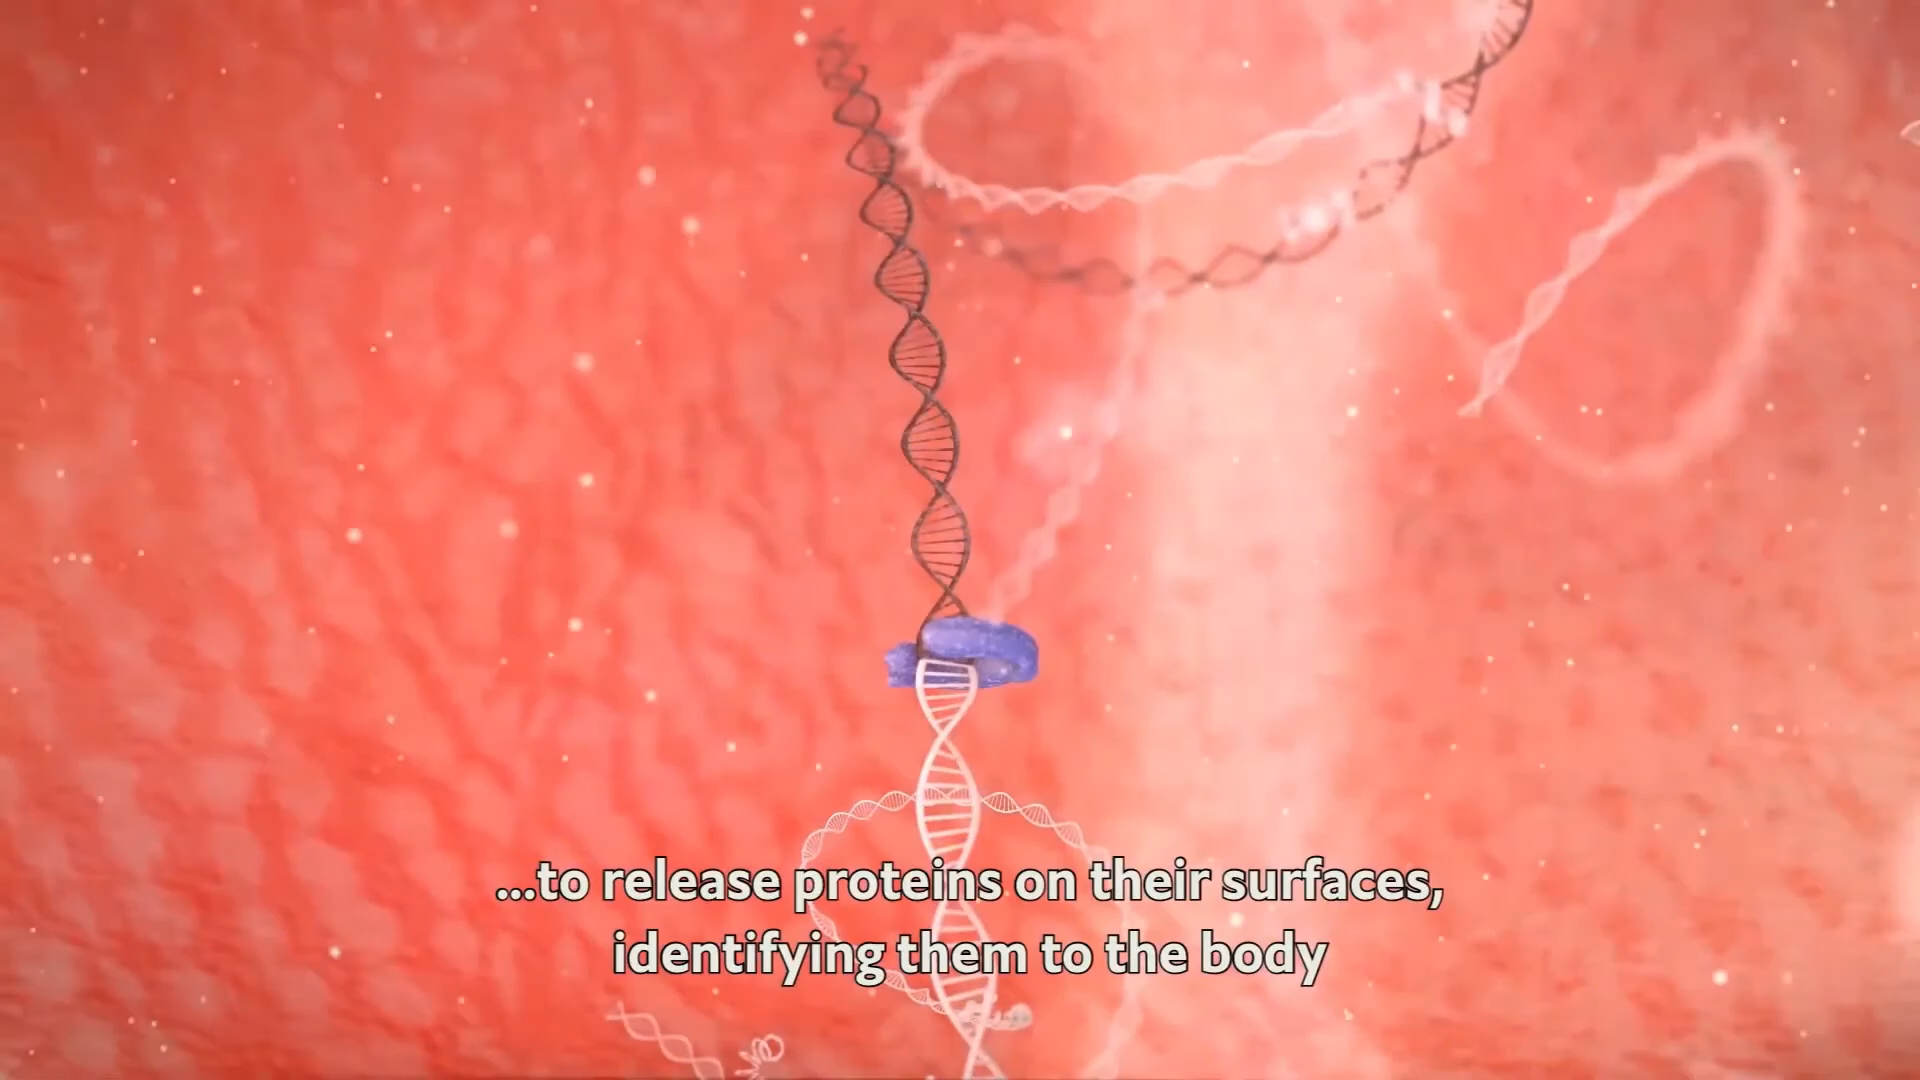 ...to release proteins on their surfaces,
identifying them to the body